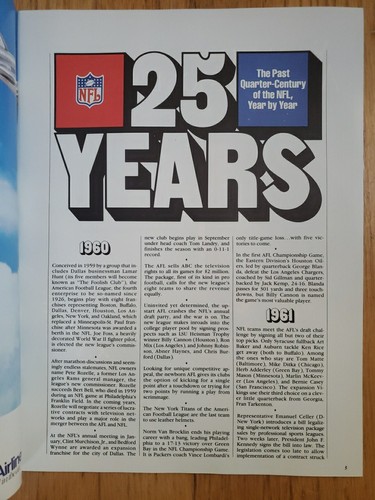 NFL
25
The Past
Quarter-Century
of the NFL,
Year by Year
YEARS
1960
Conceived in 1959 by a group that in-
cludes Dallas businessman Lamar
Hunt (its five members will become
known as "The Foolish Club"), the
American Football League, the fourth
enterprise to be so-named since
1926, begins play with eight fran-
chises representing Boston, Buffalo,
Dallas, Denver, Houston, Los An-
geles, New York, and Oakland, which
replaced Minneapolis-St. Paul fran-
chise after Minnesota was awarded a
berth in the NFL. Joe Foss, a heavily
decorated World War II fighter pilot,
is elected the new league's commis-
sioner.
After marathon discussions and seem-
ingly endless stalemates, NFL owners
name Pete Rozelle, a former Los An-
geles Rams general manager, the
league's new commissioner. Rozelle
succeeds Bert Bell, who died in 1959
during an NFL game at Philadelphia's
Franklin Field. In the coming years,
Rozelle will negotiate a series of lucra-
tive contracts with television net-
works and play a major role in the
merger between the AFL and NFL.
At the NFL's annual meeting in Jan-
uary, Clint Murchison, Jr., and Bedford
Wynne are awarded an expansion
franchise for the city of Dallas. The
new club begins play in September
under head coach Tom Landry, and
finishes the season with an 0-11-1
record.
The AFL sells ABC the television
rights to all its games for $2 million.
The package, first of its kind in pro
football, calls for the new league's
eight teams to share the revenue
equally.
Uninvited yet determined, the up-
start AFL crashes the NFL's annual
draft party, and the war is on. The
new league makes inroads into the
college player pool by signing pros-
pects such as LSU Heisman Trophy
winner Billy Cannon (Houston), Ron
Mix (Los Angeles), and Johnny Robin-
son, Abner Haynes, and Chris Bur-
ford (Dallas).
Looking for unique competitive ap-
peal, the newborn AFL gives its clubs
the option of kicking for a single
point after a touchdown or trying for
two points by running a play from
scrimmage.
The New York Titans of the Ameri-
can Football League are the last team
to use leather helmets.
Norm Van Brocklin ends his playing
career with a bang, leading Philadel-
phia to a 17-13 victory over Green
Bay in the NFL Championship Game.
It is Packers coach Vince Lombardi's
only title-game loss...with five vic-
tories to come.
In the first AFL Championship Game,
the Eastern Division's Houston Oil-
ers, led by quarterback George Blan-
da, defeat the Los Angeles Chargers,
coached by Sid Gillman and quarter-
backed by Jack Kemp, 24-16. Blanda
passes for 301 yards and three touch-
downs, but Billy Cannon is named
the game's most valuable player.
1961
NFL teams meet the AFL's draft chal-
lenge by signing all but two of their
top picks. Only Syracuse fullback Art
Baker and Auburn tackle Ken Rice
get away (both to Buffalo). Among
the ones who stay are Tom Matte
(Baltimore), Mike Ditka (Chicago),
Herb Adderley (Green Bay), Tommy
Mason (Minnesota), Marlin McKeev-
er (Los Angeles), and Bernie Casey
(San Francisco). The expansion Vi-
kings use their third choice on a clev-
er little quarterback from Georgia,
Fran Tarkenton.
Representative Emanuel Celler (D-
New York) introduces a bill legaliz-
ing single-network television package
sales by professional sports leagues.
Two weeks later, President John F.
Kennedy signs the bill into law. The
legislation comes too late to allow
implementation of a contract struck